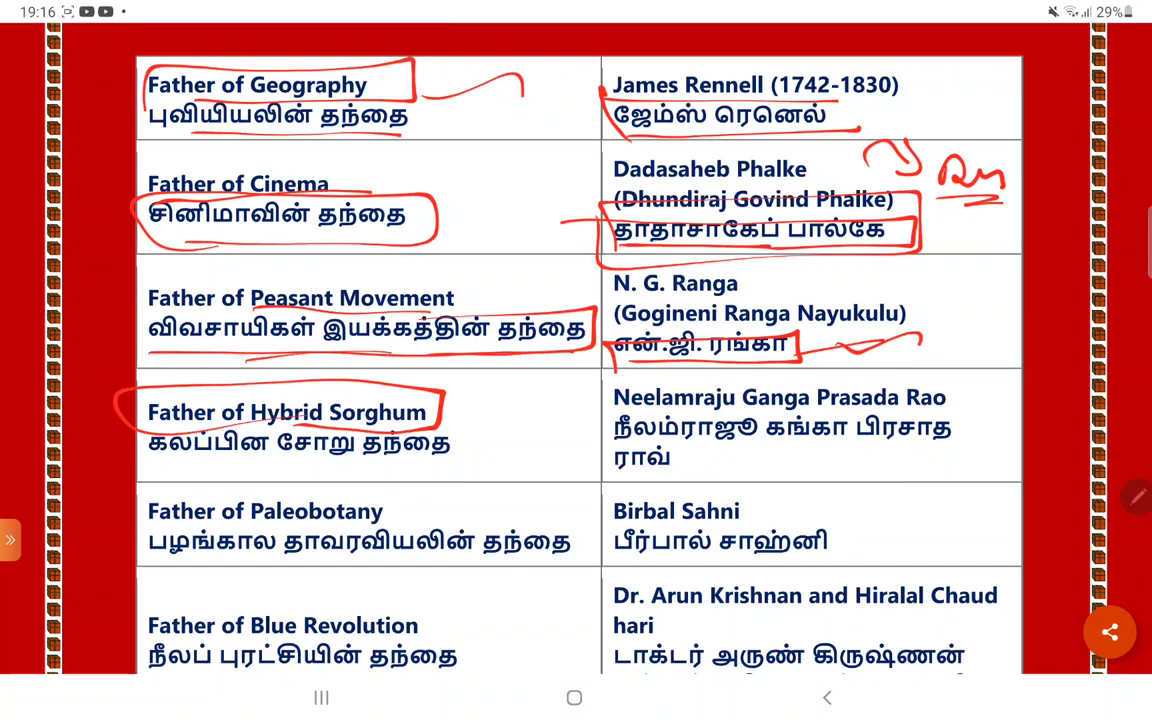 19:16
29%
Father of Geography
புவியியலின் தந்தை
James Rennell (1742-1830)
ஜேம்ஸ் ரெனெல்
Father of Cinema
சினிமாவின் தந்தை
Dadasaheb Phalke
(Dhundiraj Govind Phalke)
தாதாசாகேப் பால்கே
Father of Peasant Movement
விவசாயிகள் இயக்கத்தின் தந்தை
N. G. Ranga
(Gogineni Ranga Nayukulu)
என்.ஜி. ரங்கா
Father of Hybrid Sorghum
கலப்பின சோறு தந்தை
Neelamraju Ganga Prasada Rao
நீலம்ராஜூ கங்கா பிரசாத
ராவ்
Father of Paleobotany
பழங்கால தாவரவியலின் தந்தை
Birbal Sahni
பீர்பால் சாஹ்னி
Father of Blue Revolution
நீலப் புரட்சியின் தந்தை
Dr. Arun Krishnan and Hiralal Chaud
hari
டாக்டர் அருண் கிருஷ்ணன்